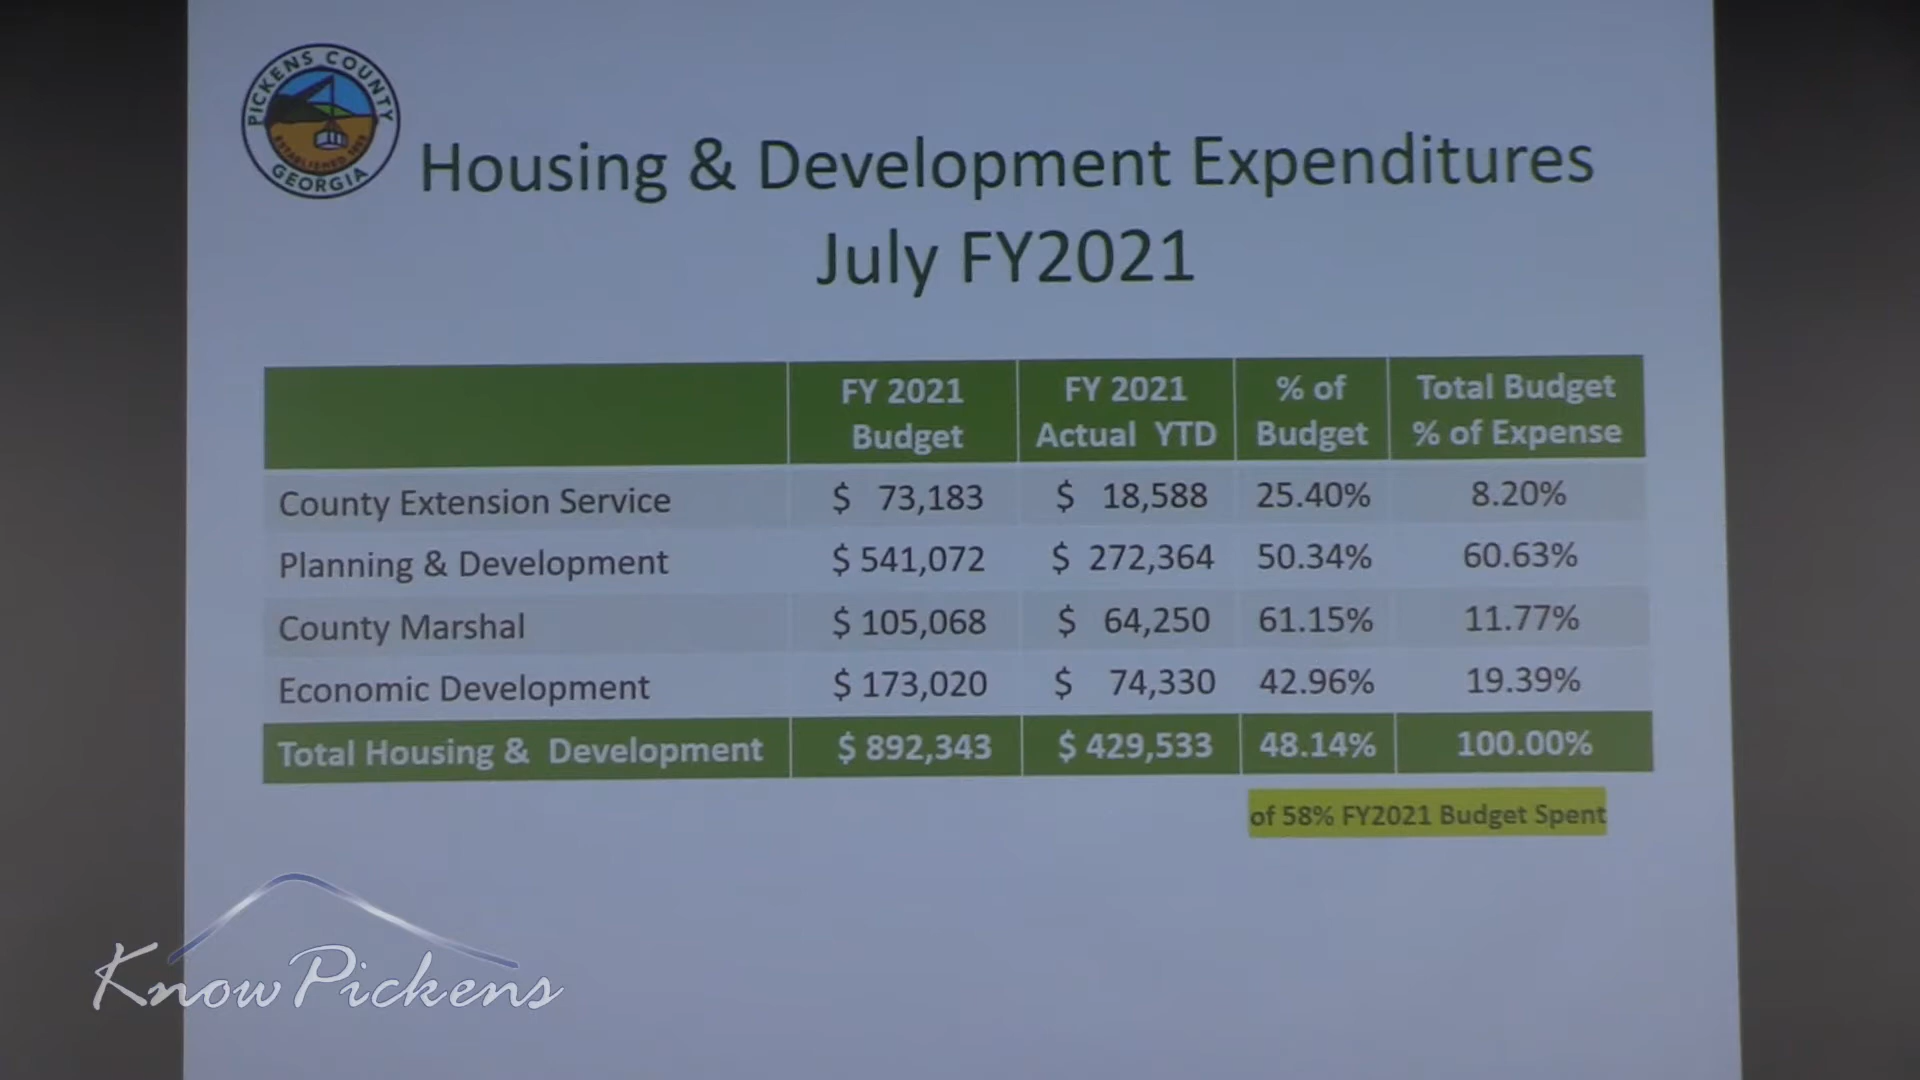 PICKENS COUNTY
GEORGIA
Housing & Development Expenditures
July FY2021
FY 2021 Budget FY 2021 Actual YTD % of Budget Total Budget % of Expense
County Extension Service $ 73,183 $ 18,588 25.40% 8.20%
Planning & Development $ 541,072 $ 272,364 50.34% 60.63%
County Marshal $ 105,068 $ 64,250 61.15% 11.77%
Economic Development $ 173,020 $ 74,330 42.96% 19.39%
Total Housing & Development $ 892,343 $ 429,533 48.14% 100.00%
of 58% FY2021 Budget Spent
KnowPickens